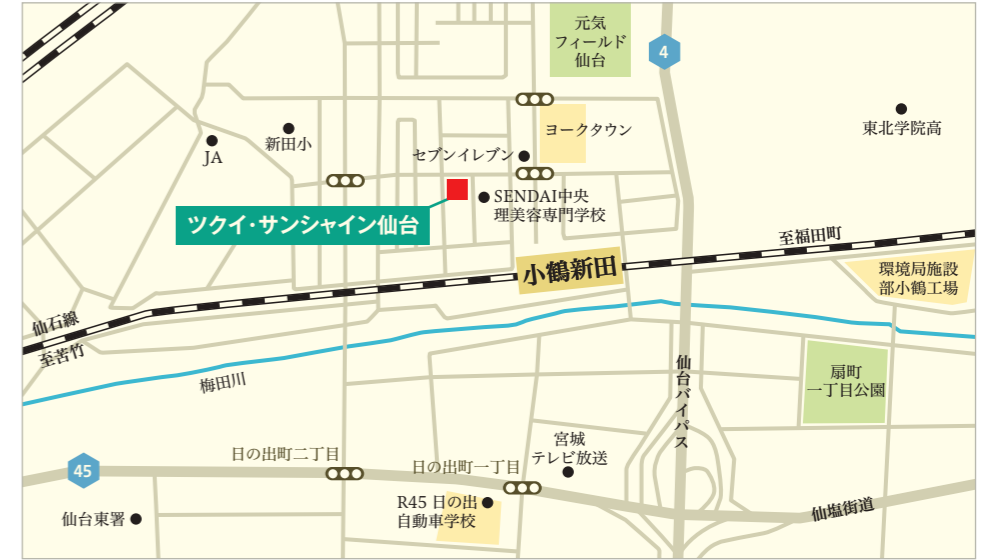 元気
フィールド
仙台
4
ヨークタウン
東北学院高
新田小
JA
セブンイレブン
SENDAI中央
理美容専門学校
ツクイ・サンシャイン仙台
至福田町
小鶴新田
環境局施設
部小鶴工場
仙石線
至苦竹
梅田川
仙台バイパス
扇町
一丁目公園
宮城
テレビ放送
日の出町二丁目
日の出町一丁目
45
R45 日の出
自動車学校
仙台東署
仙塩街道